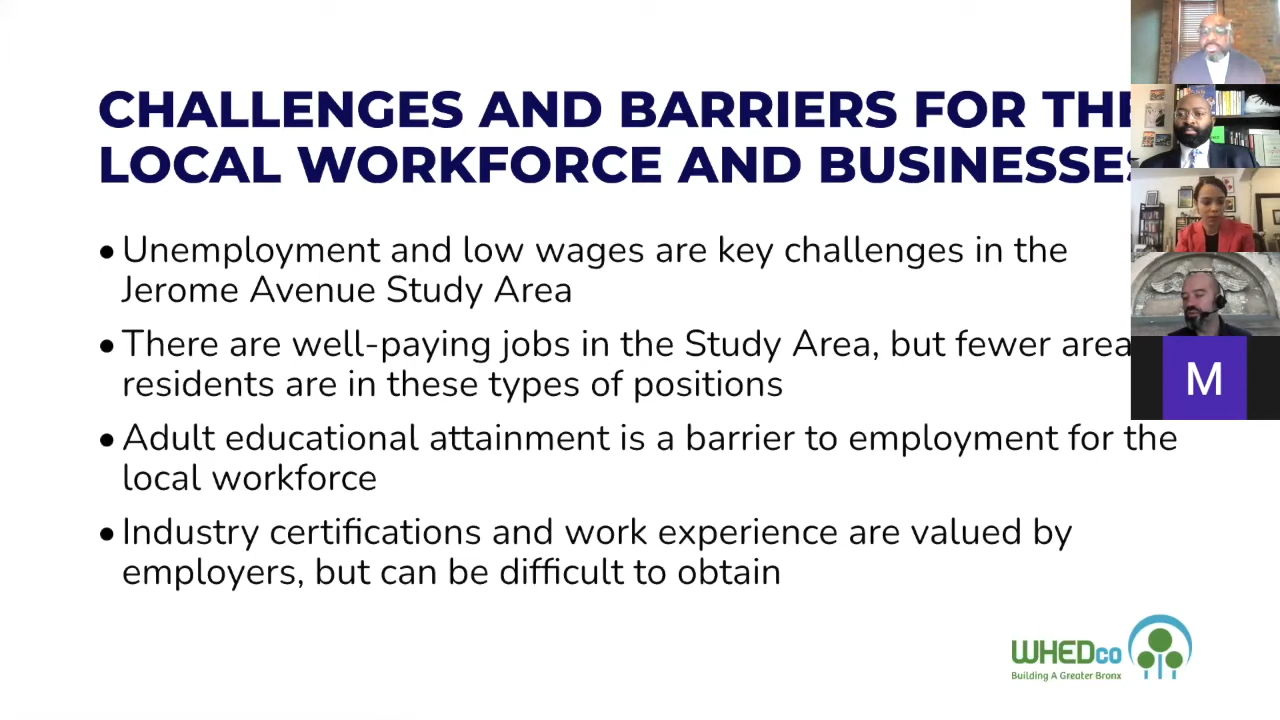 CHALLENGES AND BARRIERS FOR THE
LOCAL WORKFORCE AND BUSINESSES
• Unemployment and low wages are key challenges in the
Jerome Avenue Study Area
• There are well-paying jobs in the Study Area, but fewer area
residents are in these types of positions
• Adult educational attainment is a barrier to employment for the
local workforce
• Industry certifications and work experience are valued by
employers, but can be difficult to obtain
M
WHEDco
Building A Greater Bronx